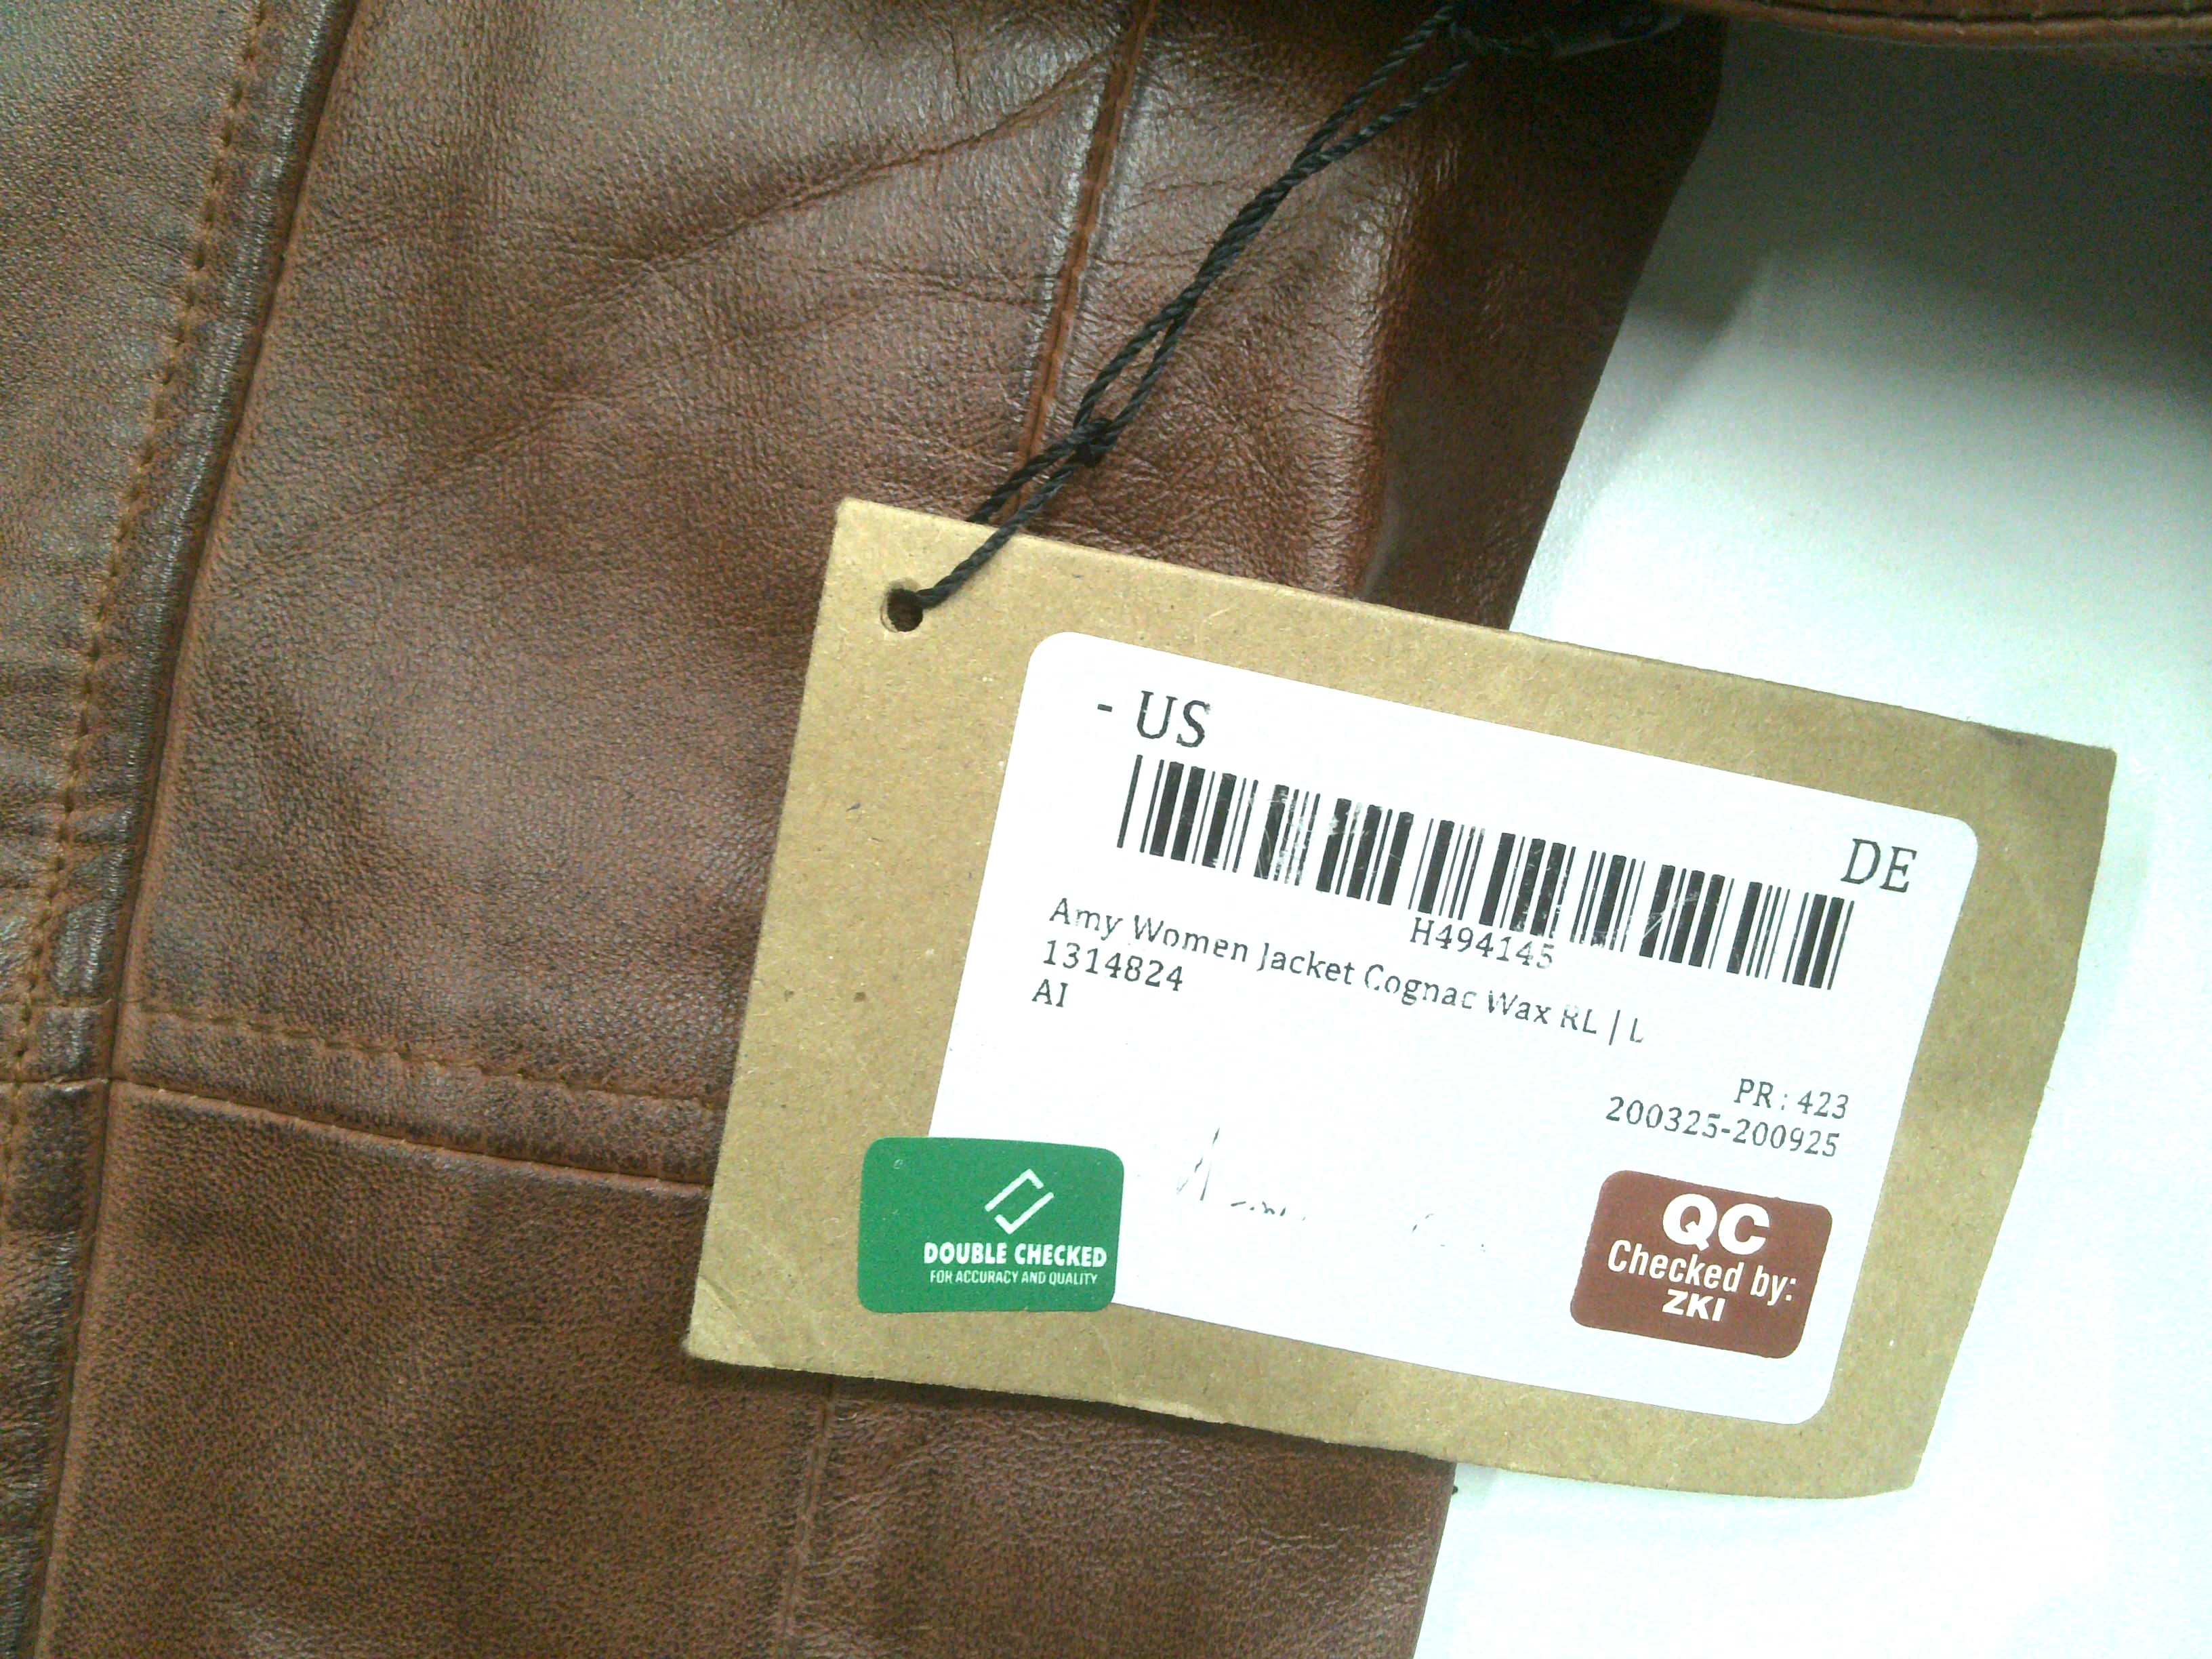 - US
DE
H494145
Amy Women Jacket Cognac Wax RL | L
1314824
AI
PR : 423
200325-200925
DOUBLE CHECKED
FOR ACCURACY AND QUALITY
QC
Checked by:
ZKI